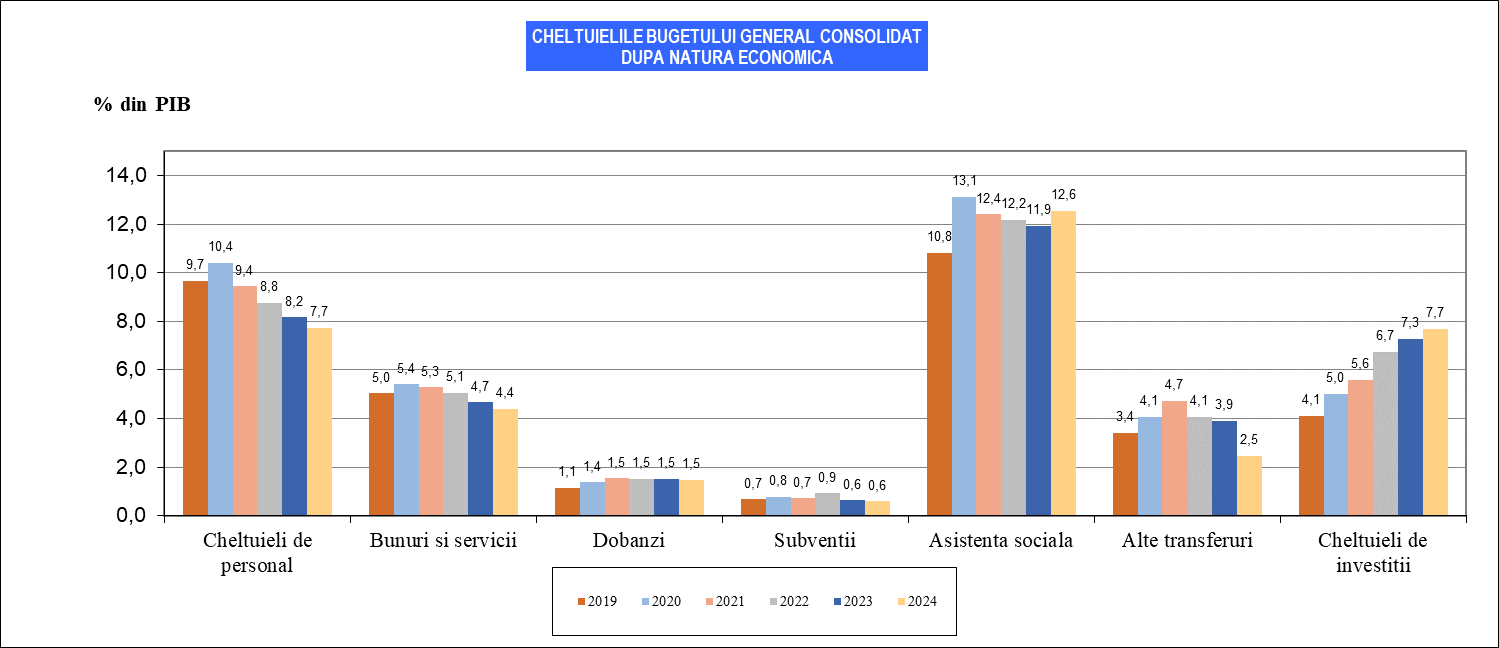 CHELTUIELILE BUGETULUI GENERAL CONSOLIDAT
DUPA NATURA ECONOMICA
% din PIB
14,0
12,0
10,0
8,0
6,0
4,0
2,0
0,0
9,7 10,4 9,4 8,8 8,2 7,7
5,0 5,4 5,3 5,1 4,7 4,4
1,1 1,4 1,5 1,5 1,5 1,5
0,7 0,8 0,7 0,9 0,6 0,6
10,8 13,1 12,4 12,2 11,9 12,6
3,4 4,1 4,7 4,1 3,9 2,5
4,1 5,0 5,6 6,7 7,3 7,7
Cheltuieli de
personal
Bunuri si servicii
Dobanzi
Subventii
Asistenta sociala
Alte transferuri
Cheltuieli de
investitii
2019 2020 2021 2022 2023 2024